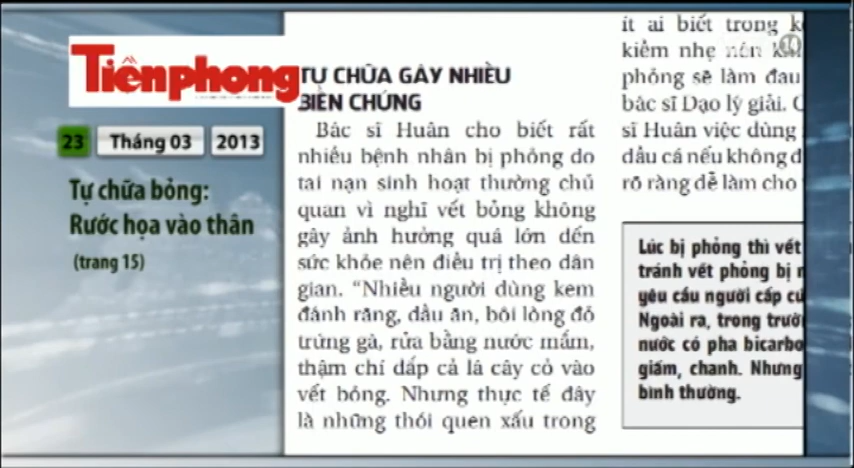 Tiền phong
23 Tháng 03 2013
Tự chữa bỏng:
Rước họa vào thân
(trang 15)
TỰ CHỮA GÂY NHIỀU
BIẾN CHỨNG
Bác sĩ Huân cho biết rất
nhiều bệnh nhân bị phỏng do
tai nạn sinh hoạt thường chủ
quan vì nghĩ vết bỏng không
gây ảnh hưởng quá lớn đến
sức khỏe nên điều trị theo dân
gian. “Nhiều người dùng kem
đánh răng, dầu ăn, bôi lòng đỏ
trứng gà, rửa bằng nước mắm,
thậm chí đắp cả lá cây cỏ vào
vết bỏng. Nhưng thực tế đây
là những thói quen xấu trong
ít ai biết trong
kiềm nhẹ nên
phỏng sẽ làm đau
bác sĩ Đạo lý giải.
sĩ Huân việc dùng
dầu cá nếu không
rõ ràng dễ làm cho
Lúc bị phỏng thì vết
tránh vết phỏng bị
yêu cầu người cấp
Ngoài ra, trong
nước có pha
giấm, chanh. Nhưng
bình thường.